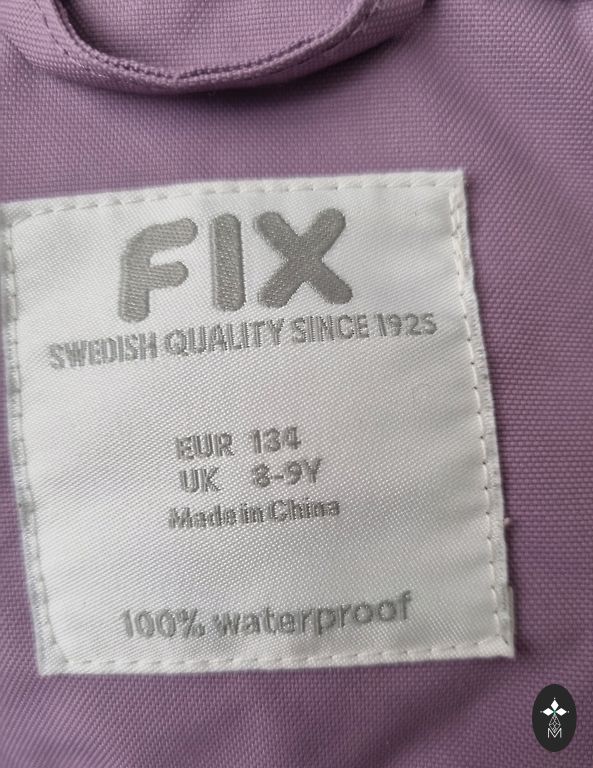 FIX
SWEDISH QUALITY SINCE 1925
EUR 134
UK 8-9Y
Made in China
100% waterproof
M